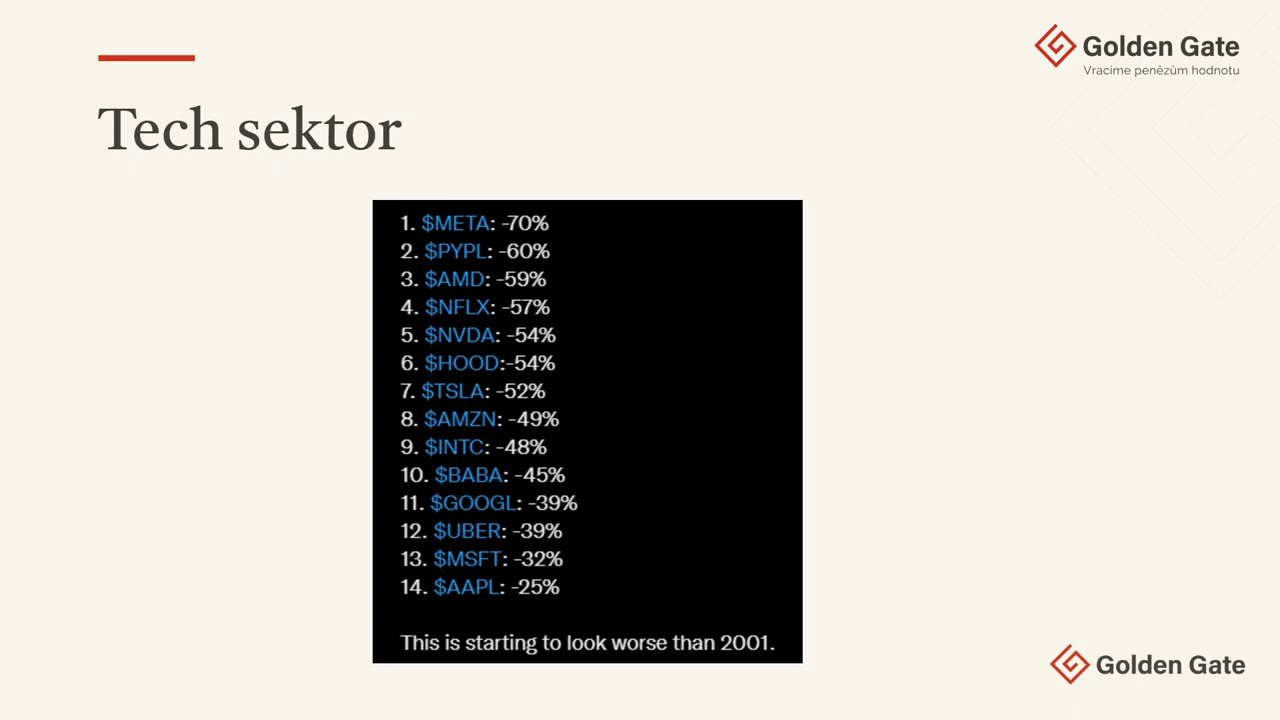 Golden Gate
Vracíme penězům hodnotu
Tech sektor
1. $META: -70%
2. $PYPL: -60%
3. $AMD: -59%
4. $NFLX: -57%
5. $NVDA: -54%
6. $HOOD:-54%
7. $TSLA: -52%
8. $AMZN: -49%
9. $INTC: -48%
10. $BABA: -45%
11. $GOOGL: -39%
12. $UBER: -39%
13. $MSFT: -32%
14. $AAPL: -25%
This is starting to look worse than 2001.
Golden Gate